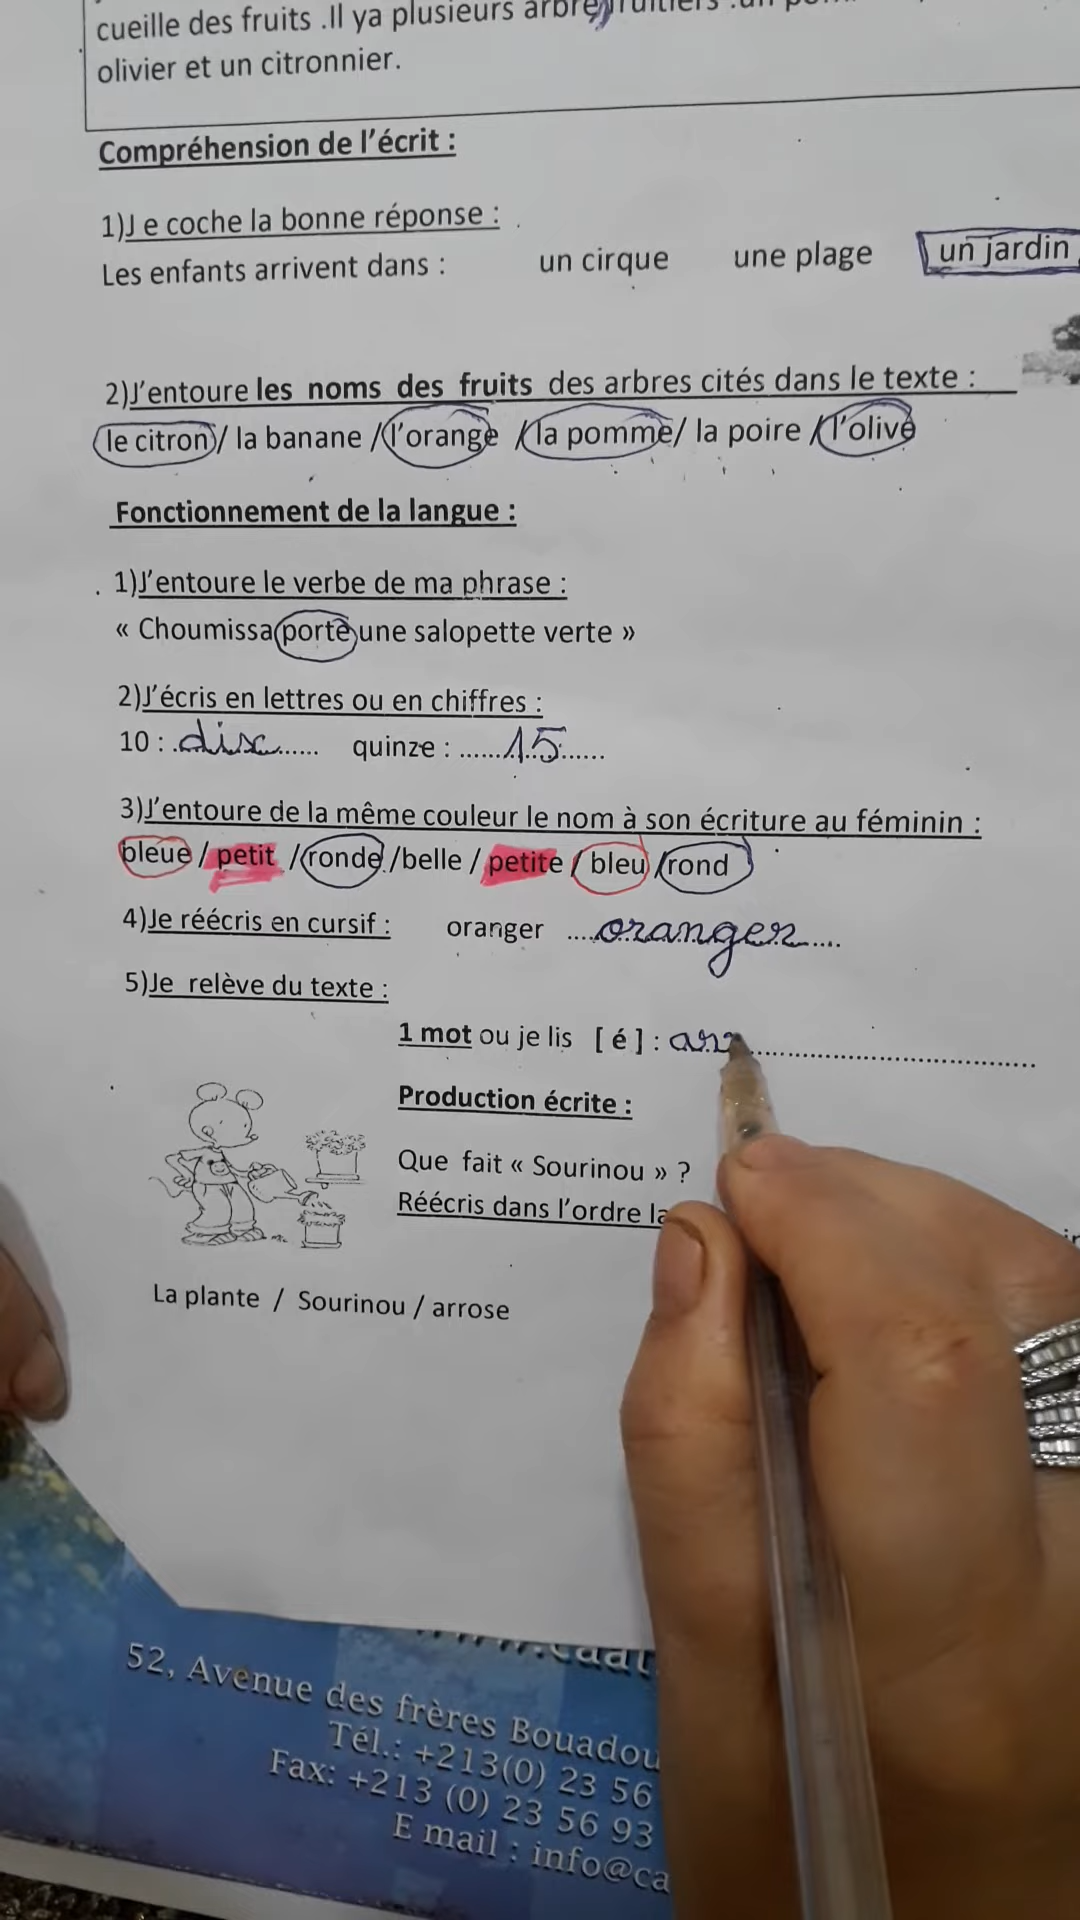 cueille des fruits .Il ya plusieurs arbre fruitiers .un
olivier et un citronnier.
Compréhension de l'écrit :
1)J e coche la bonne réponse :
Les enfants arrivent dans : un cirque une plage un jardin
2)J'entoure les noms des fruits des arbres cités dans le texte :
le citron / la banane / l'orange / la pomme/ la poire / l'olive
Fonctionnement de la langue :
1)J'entoure le verbe de ma phrase :
« Choumissa porte une salopette verte »
2)J'écris en lettres ou en chiffres :
10 : .dix...... quinze : ......15......
3)J'entoure de la même couleur le nom à son écriture au féminin :
bleue / petit / ronde /belle / petite / bleu /rond
4)Je réécris en cursif : oranger ....oranger....
5)Je relève du texte :
1 mot ou je lis [ é ] : arr
Production écrite :
Que fait « Sourinou » ?
Réécris dans l'ordre la
La plante / Sourinou / arrose
52, Avenue des frères Bouadou
Tél.: +213(0) 23 56
Fax: +213 (0) 23 56 93
E mail : info@ca